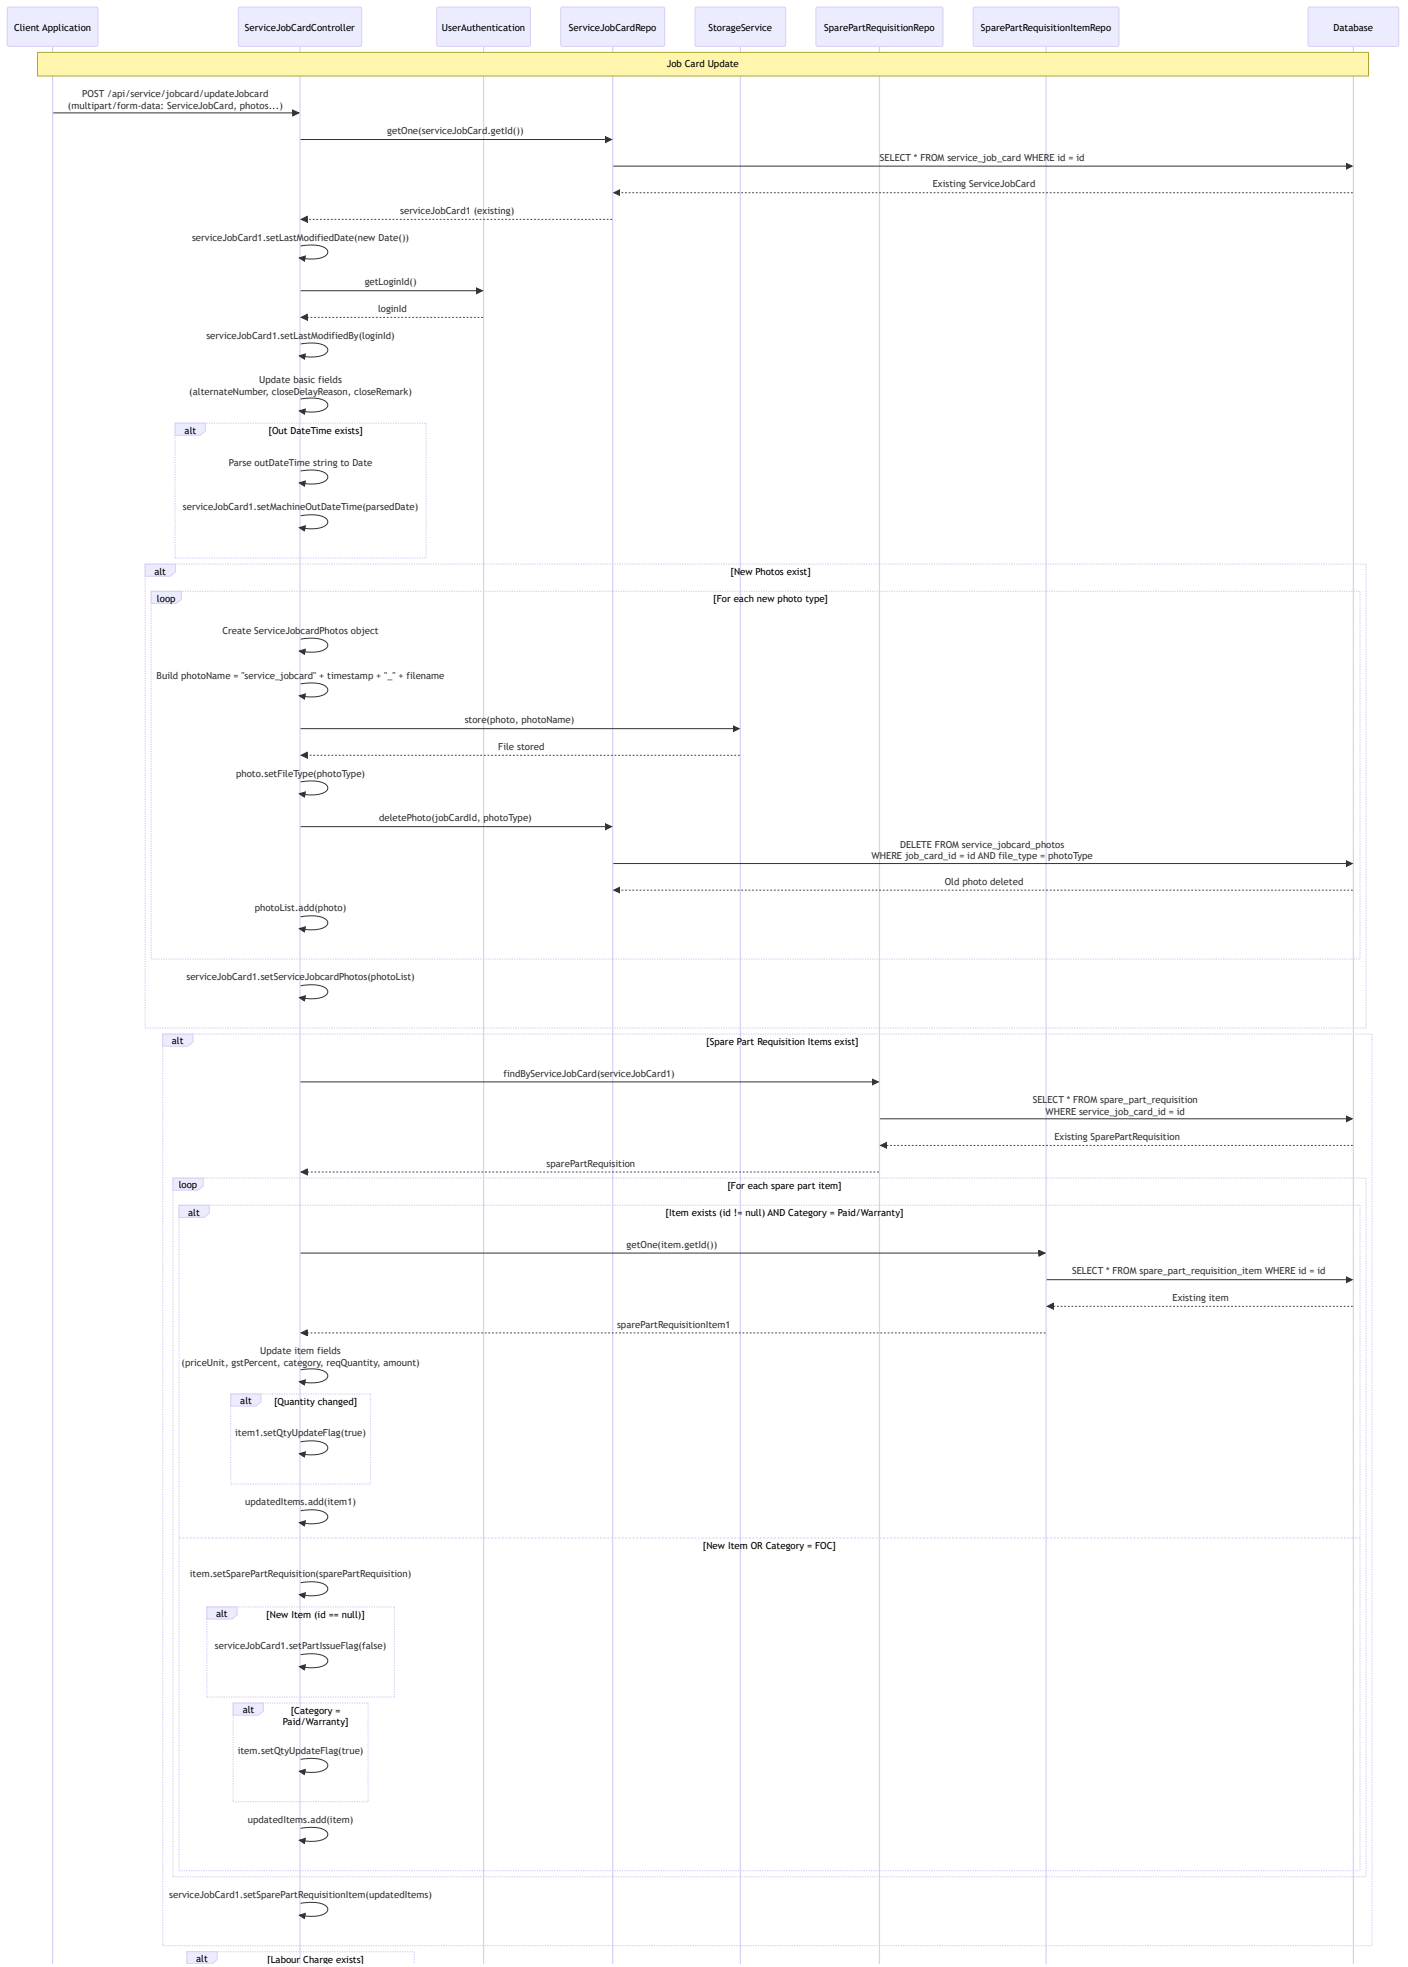 Client Application
ServiceJobCardController
UserAuthentication
ServiceJobCardRepo
StorageService
SparePartRequisitionRepo
SparePartRequisitionItemRepo
Database
Job Card Update
POST /api/service/jobcard/updateJobcard
(multipart/form-data: ServiceJobCard, photos...)
getOne(serviceJobCard.getId())
SELECT * FROM service_job_card WHERE id = id
Existing ServiceJobCard
serviceJobCard1 (existing)
serviceJobCard1.setLastModifiedDate(new Date())
getLoginId()
loginId
serviceJobCard1.setLastModifiedBy(loginId)
Update basic fields
(alternateNumber, closeDelayReason, closeRemark)
alt
[Out DateTime exists]
Parse outDateTime string to Date
serviceJobCard1.setMachineOutDateTime(parsedDate)
alt
[New Photos exist]
loop
[For each new photo type]
Create ServiceJobcardPhotos object
Build photoName = "service_jobcard" + timestamp + "_" + filename
store(photo, photoName)
File stored
photo.setFileType(photoType)
deletePhoto(jobCardId, photoType)
DELETE FROM service_jobcard_photos
WHERE job_card_id = id AND file_type = photoType
Old photo deleted
photoList.add(photo)
serviceJobCard1.setServiceJobcardPhotos(photoList)
alt
[Spare Part Requisition Items exist]
findByServiceJobCard(serviceJobCard1)
SELECT * FROM spare_part_requisition
WHERE service_job_card_id = id
Existing SparePartRequisition
sparePartRequisition
loop
[For each spare part item]
alt
[Item exists (id != null) AND Category = Paid/Warranty]
getOne(item.getId())
SELECT * FROM spare_part_requisition_item WHERE id = id
Existing item
sparePartRequisitionItem1
Update item fields
(priceUnit, gstPercent, category, reqQuantity, amount)
alt
[Quantity changed]
item1.setQtyUpdateFlag(true)
updatedItems.add(item1)
[New Item OR Category = FOC]
item.setSparePartRequisition(sparePartRequisition)
alt
[New Item (id == null)]
serviceJobCard1.setPartIssueFlag(false)
alt
[Category =
Paid/Warranty]
item.setQtyUpdateFlag(true)
updatedItems.add(item)
serviceJobCard1.setSparePartRequisitionItem(updatedItems)
alt
[Labour Charge exists]